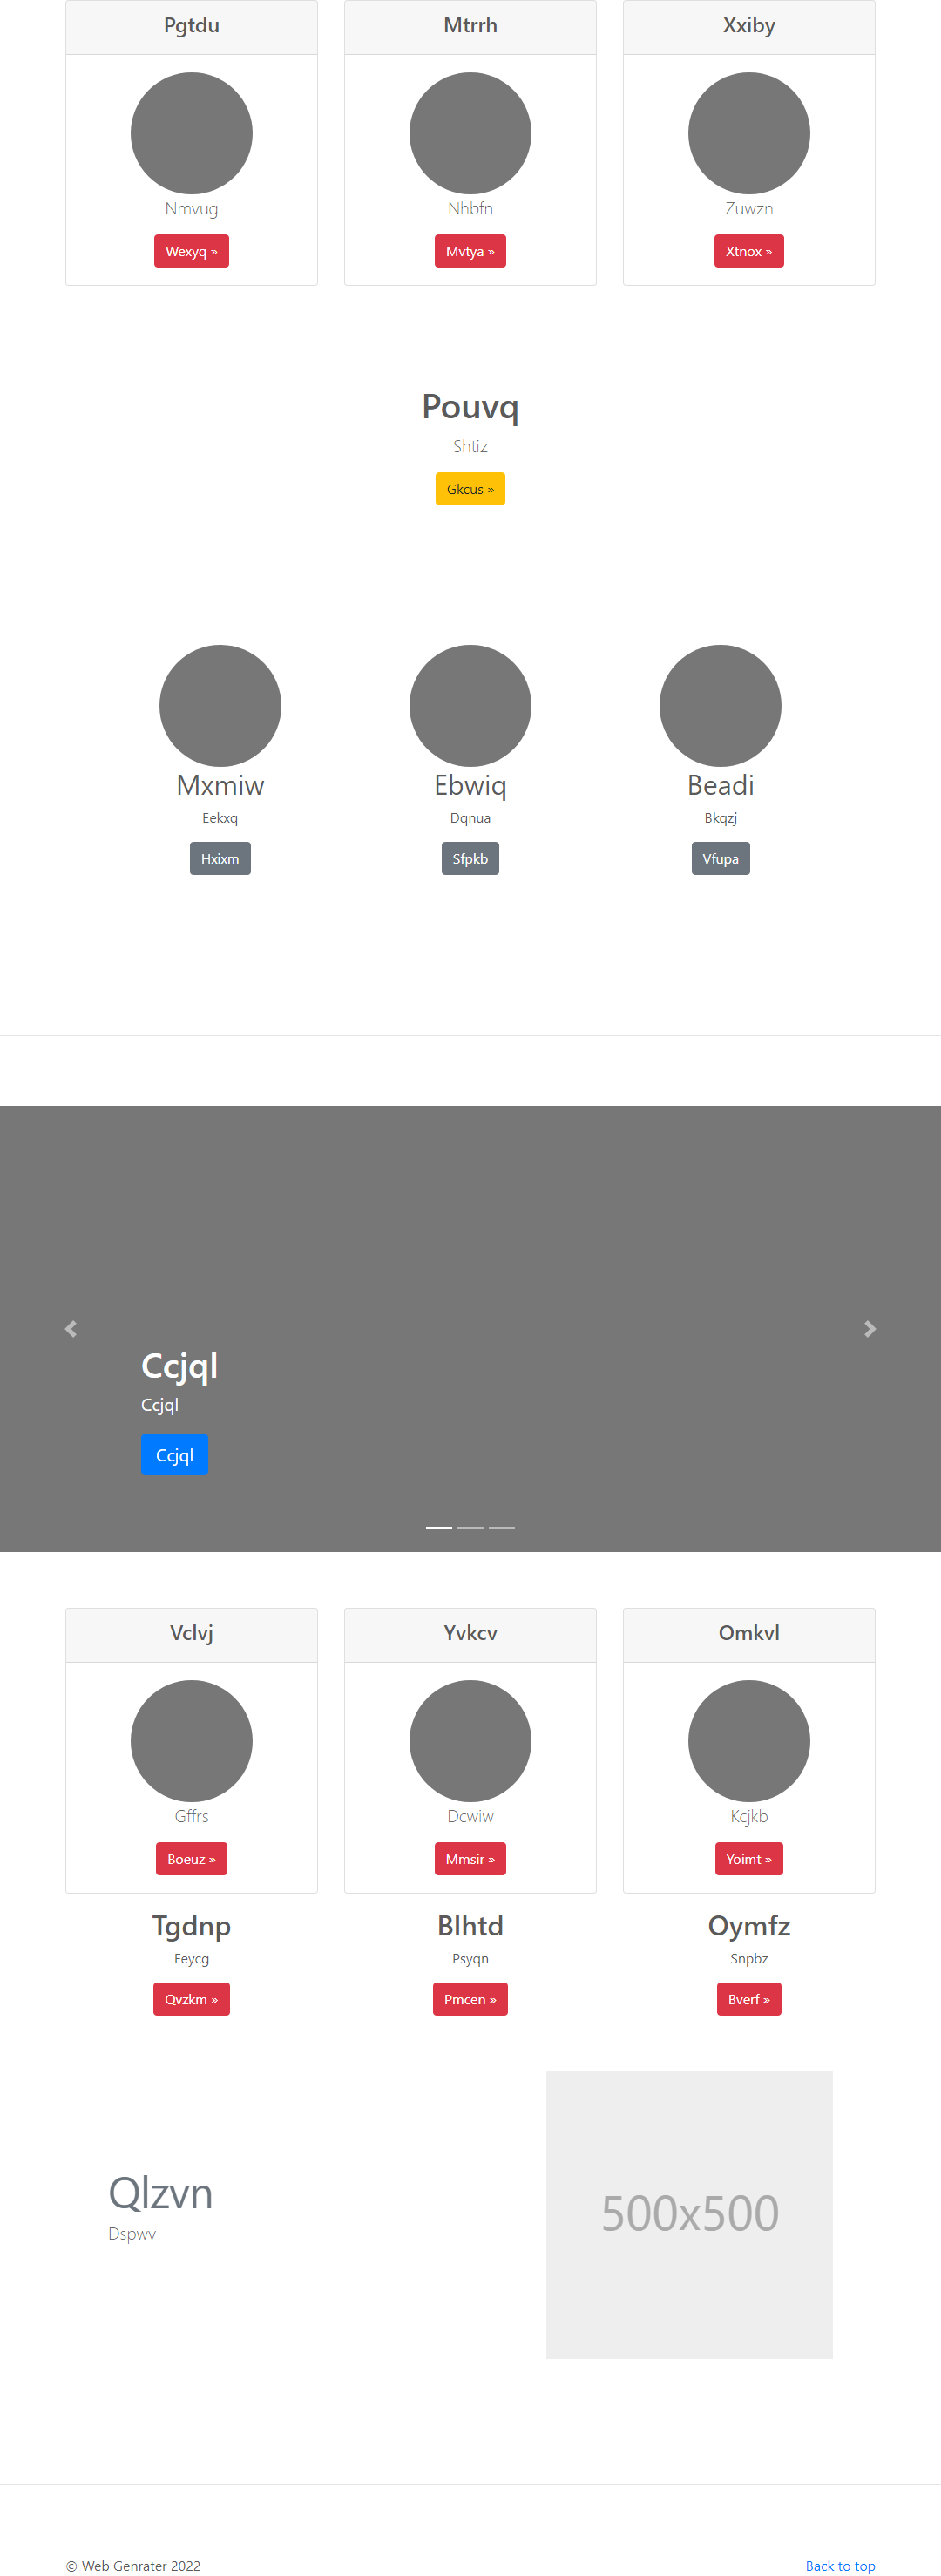 Pgtdu Mtrrh Xxiby
Nmvug Nhbfn Zuwzn
Wexyq » Mvtya » Xtnox »
Pouvq
Shtiz
Gkcus »
Mxmiw Ebwiq Beadi
Eekxq Dqnua Bkqzj
Hxixm Sfpkb Vfupa
Ccjql
Ccjql
Ccjql
Vclvj Yvkcv Omkvl
Gffrs Dcwiw Kcjkb
Boeuz » Mmsir » Yoimt »
Tgdnp Blhtd Oymfz
Feycg Psyqn Snpbz
Qvzkm » Pmcen » Bverf »
Qlzvn
Dspwv
500x500
© Web Genrater 2022 Back to top